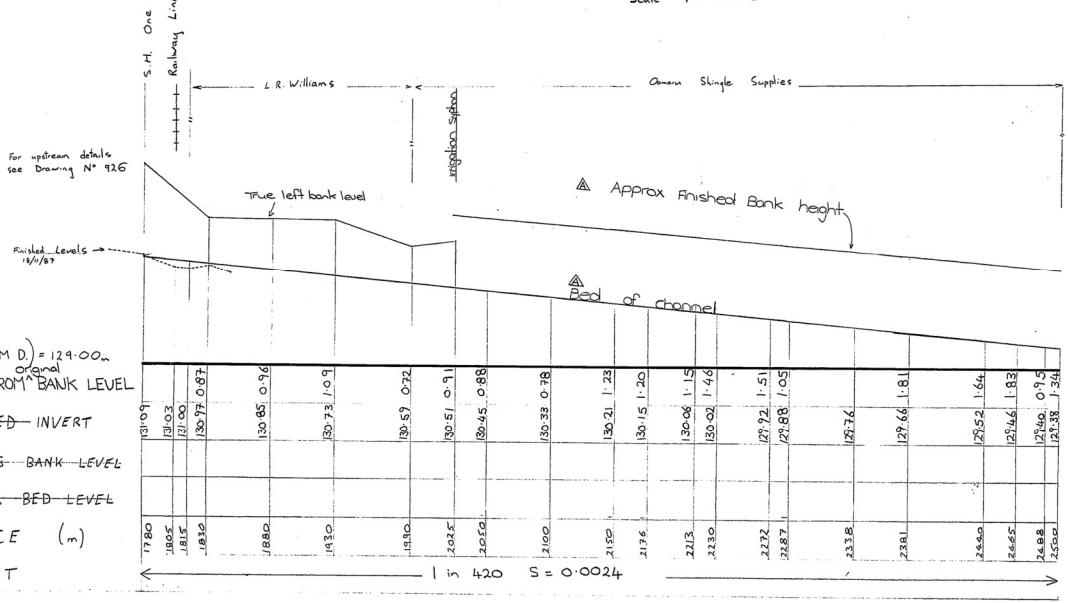 S.H. One
Railway Line
L.R. Williams
Oamaru Shingle Supplies
Irrigation Syphon
For upstream details
see Drawing Nº 926
True left bank level
A Approx Finished Bank height
Finished Levels
18/11/87
A
Bed of Channel
M D.) = 129.00m
original
ROM^ BANK LEVEL
0.87 0.96 1.09 0.72 0.91 0.88 0.78 1.23 1.20 1.15 1.46 1.51 1.05 1.81 1.64 1.83 0.95 1.34
ED INVERT
131.09 131.03 131.00 130.97 130.85 130.73 130.59 130.51 130.45 130.33 130.21 130.15 130.06 130.02 129.92 129.88 129.76 129.66 129.52 129.46 129.40 129.38
BANK LEVEL
BED LEVEL
CE (m)
1780 1805 1815 1830 1880 1930 1990 2025 2050 2100 2150 2176 2213 2230 2272 2287 2338 2381 2440 2465 2488 2500
T
1 in 420 S = 0.0024